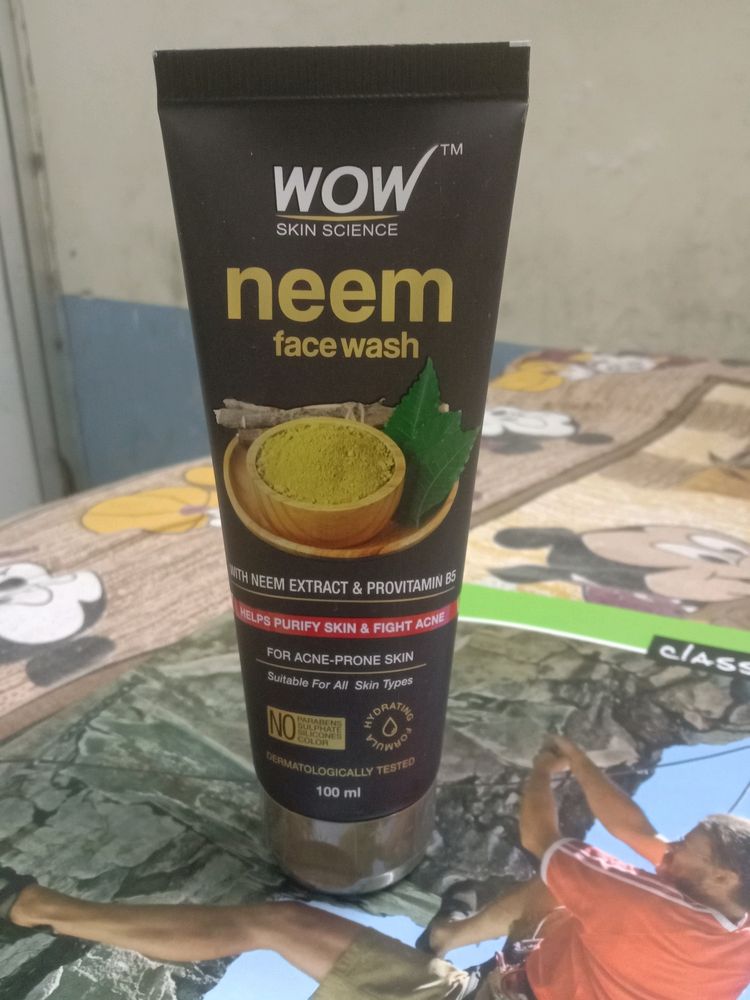 WOW™
SKIN SCIENCE
neem
face wash
WITH NEEM EXTRACT & PROVITAMIN B5
HELPS PURIFY SKIN & FIGHT ACNE
FOR ACNE-PRONE SKIN
Suitable For All Skin Types
NO PARABENS
SULPHATE
SILICONES
COLOR
HYDRATING FORMULA
DERMATOLOGICALLY TESTED
100 ml